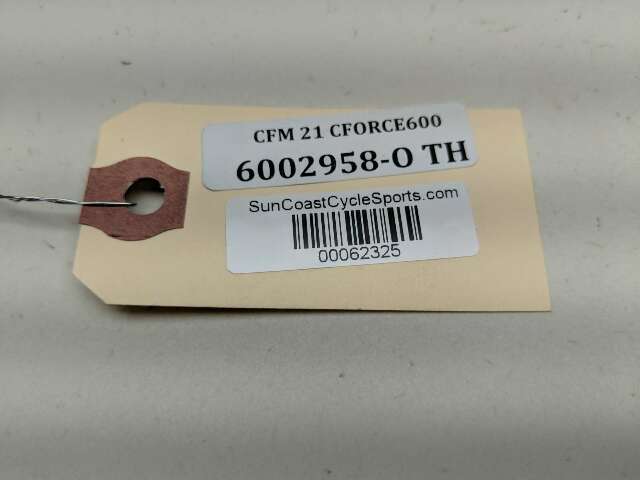 CFM 21 CFORCE600
6002958-O TH
SunCoastCycleSports.com
00062325